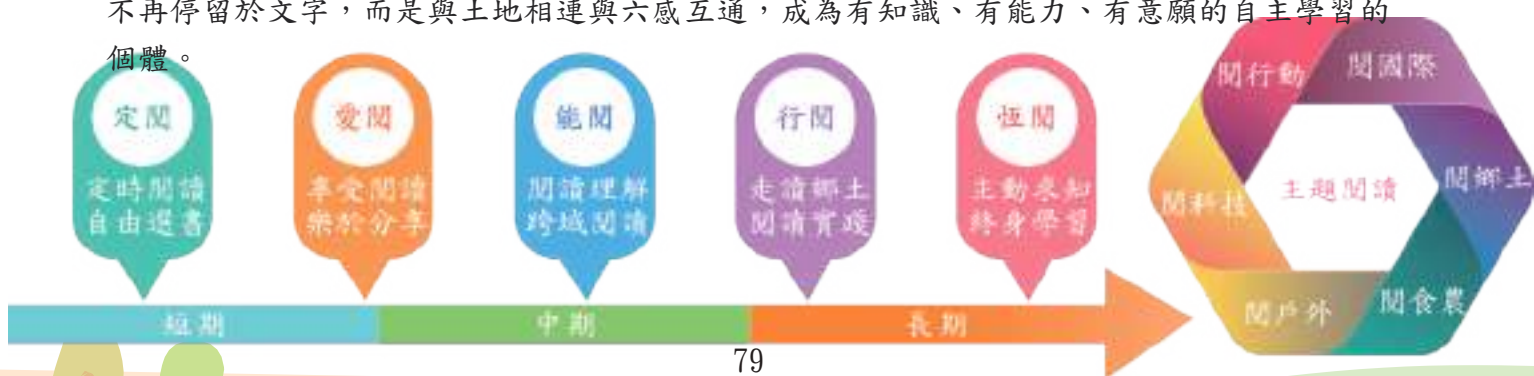 不再停留於文字，而是與土地相連與六感互通，成為有知識、有能力、有意願的自主學習的
個體。
定閱
定時閱讀
自由選書
愛閱
享受閱讀
樂於分享
能閱
閱讀理解
跨域閱讀
行閱
走讀鄉土
閱讀實踐
恆閱
主動求知
終身學習
短期
中期
長期
主題閱讀
閱行動
閱國際
閱鄉土
閱食農
閱戶外
閱科技
79